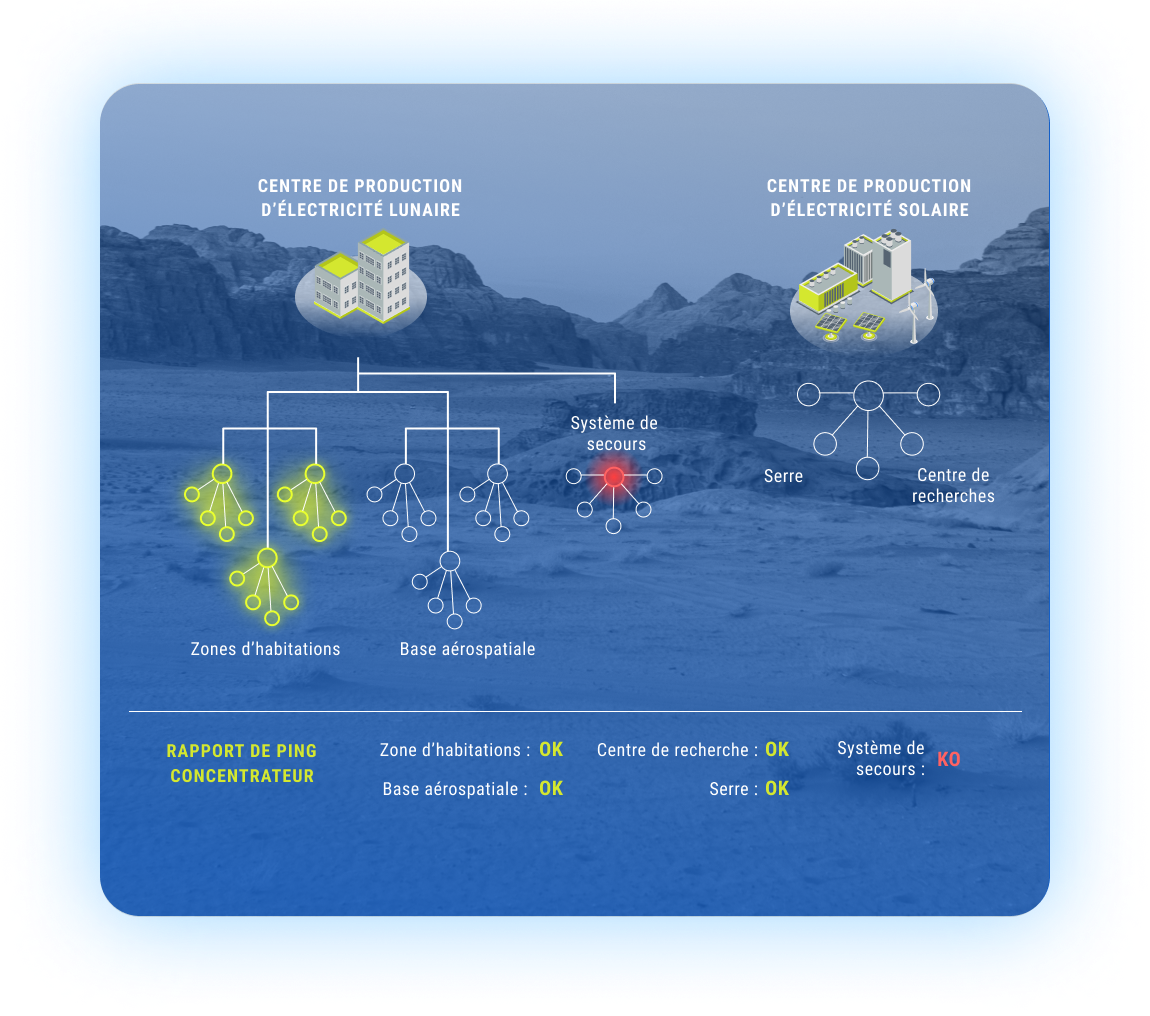 CENTRE DE PRODUCTION
D’ÉLECTRICITÉ LUNAIRE
CENTRE DE PRODUCTION
D’ÉLECTRICITÉ SOLAIRE
Système de
secours
Serre
Centre de
recherches
Zones d’habitations
Base aérospatiale
RAPPORT DE PING
CONCENTRATEUR
Zone d’habitations : OK
Base aérospatiale : OK
Centre de recherche : OK
Serre : OK
Système de
secours :
KO